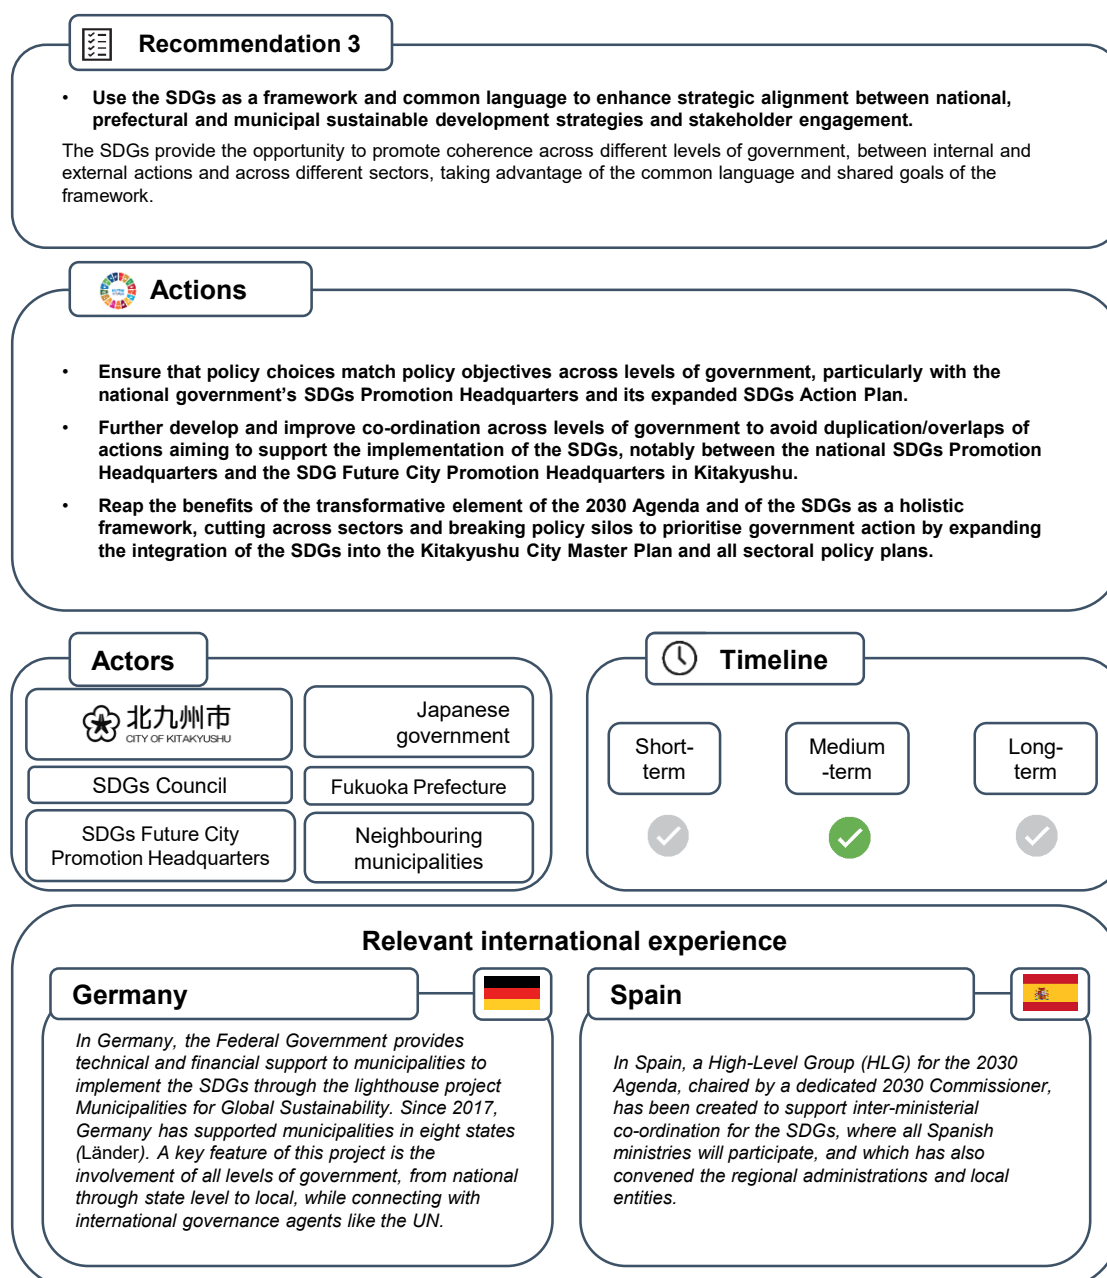 Recommendation 3
• Use the SDGs as a framework and common language to enhance strategic alignment between national,
prefectural and municipal sustainable development strategies and stakeholder engagement.
The SDGs provide the opportunity to promote coherence across different levels of government, between internal and
external actions and across different sectors, taking advantage of the common language and shared goals of the
framework.
Actions
• Ensure that policy choices match policy objectives across levels of government, particularly with the
national government's SDGs Promotion Headquarters and its expanded SDGs Action Plan.
• Further develop and improve co-ordination across levels of government to avoid duplication/overlaps of
actions aiming to support the implementation of the SDGs, notably between the national SDGs Promotion
Headquarters and the SDG Future City Promotion Headquarters in Kitakyushu.
• Reap the benefits of the transformative element of the 2030 Agenda and of the SDGs as a holistic
framework, cutting across sectors and breaking policy silos to prioritise government action by expanding
the integration of the SDGs into the Kitakyushu City Master Plan and all sectoral policy plans.
Actors
北九州市
CITY OF KITAKYUSHU
Japanese
government
SDGs Council
Fukuoka Prefecture
SDGs Future City
Promotion Headquarters
Neighbouring
municipalities
Timeline
Short-
term
Medium
-term
Long-
term
Relevant international experience
Germany
In Germany, the Federal Government provides
technical and financial support to municipalities to
implement the SDGs through the lighthouse project
Municipalities for Global Sustainability. Since 2017,
Germany has supported municipalities in eight states
(Länder). A key feature of this project is the
involvement of all levels of government, from national
through state level to local, while connecting with
international governance agents like the UN.
Spain
In Spain, a High-Level Group (HLG) for the 2030
Agenda, chaired by a dedicated 2030 Commissioner,
has been created to support inter-ministerial
co-ordination for the SDGs, where all Spanish
ministries will participate, and which has also
convened the regional administrations and local
entities.